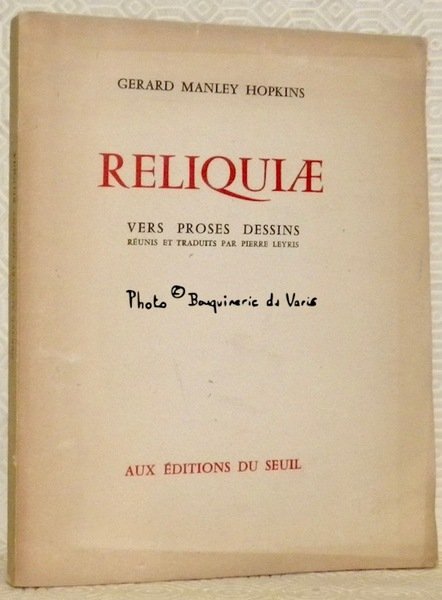 GERARD MANLEY HOPKINS
RELIQUIÆ
VERS PROSES DESSINS
RÉUNIS ET TRADUITS PAR PIERRE LEYRIS
Photo © Bouquinerie du Varis
AUX ÉDITIONS DU SEUIL